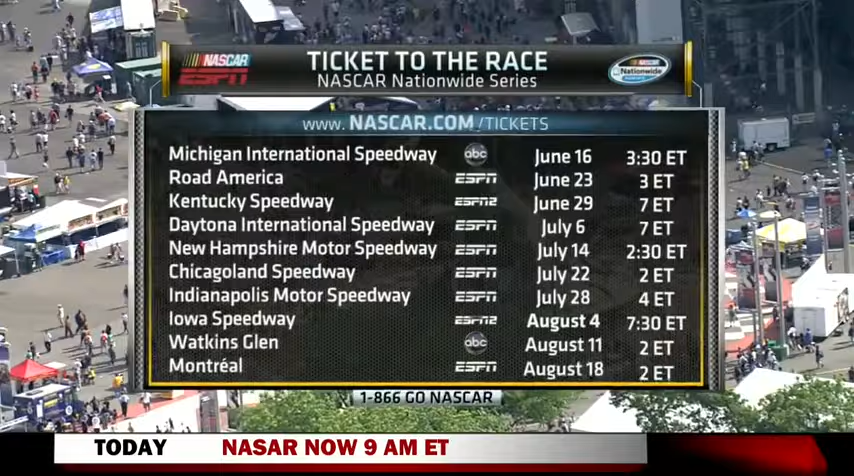 NASCAR
ESPN
TICKET TO THE RACE
NASCAR Nationwide Series
NASCAR
Nationwide
www.NASCAR.COM/TICKETS
Michigan International Speedway abc June 16 3:30 ET
Road America ESPN June 23 3 ET
Kentucky Speedway ESPN2 June 29 7 ET
Daytona International Speedway ESPN July 6 7 ET
New Hampshire Motor Speedway ESPN July 14 2:30 ET
Chicagoland Speedway ESPN July 22 2 ET
Indianapolis Motor Speedway ESPN July 28 4 ET
Iowa Speedway ESPN2 August 4 7:30 ET
Watkins Glen abc August 11 2 ET
Montréal ESPN August 18 2 ET
1-866 GO NASCAR
TODAY NASAR NOW 9 AM ET